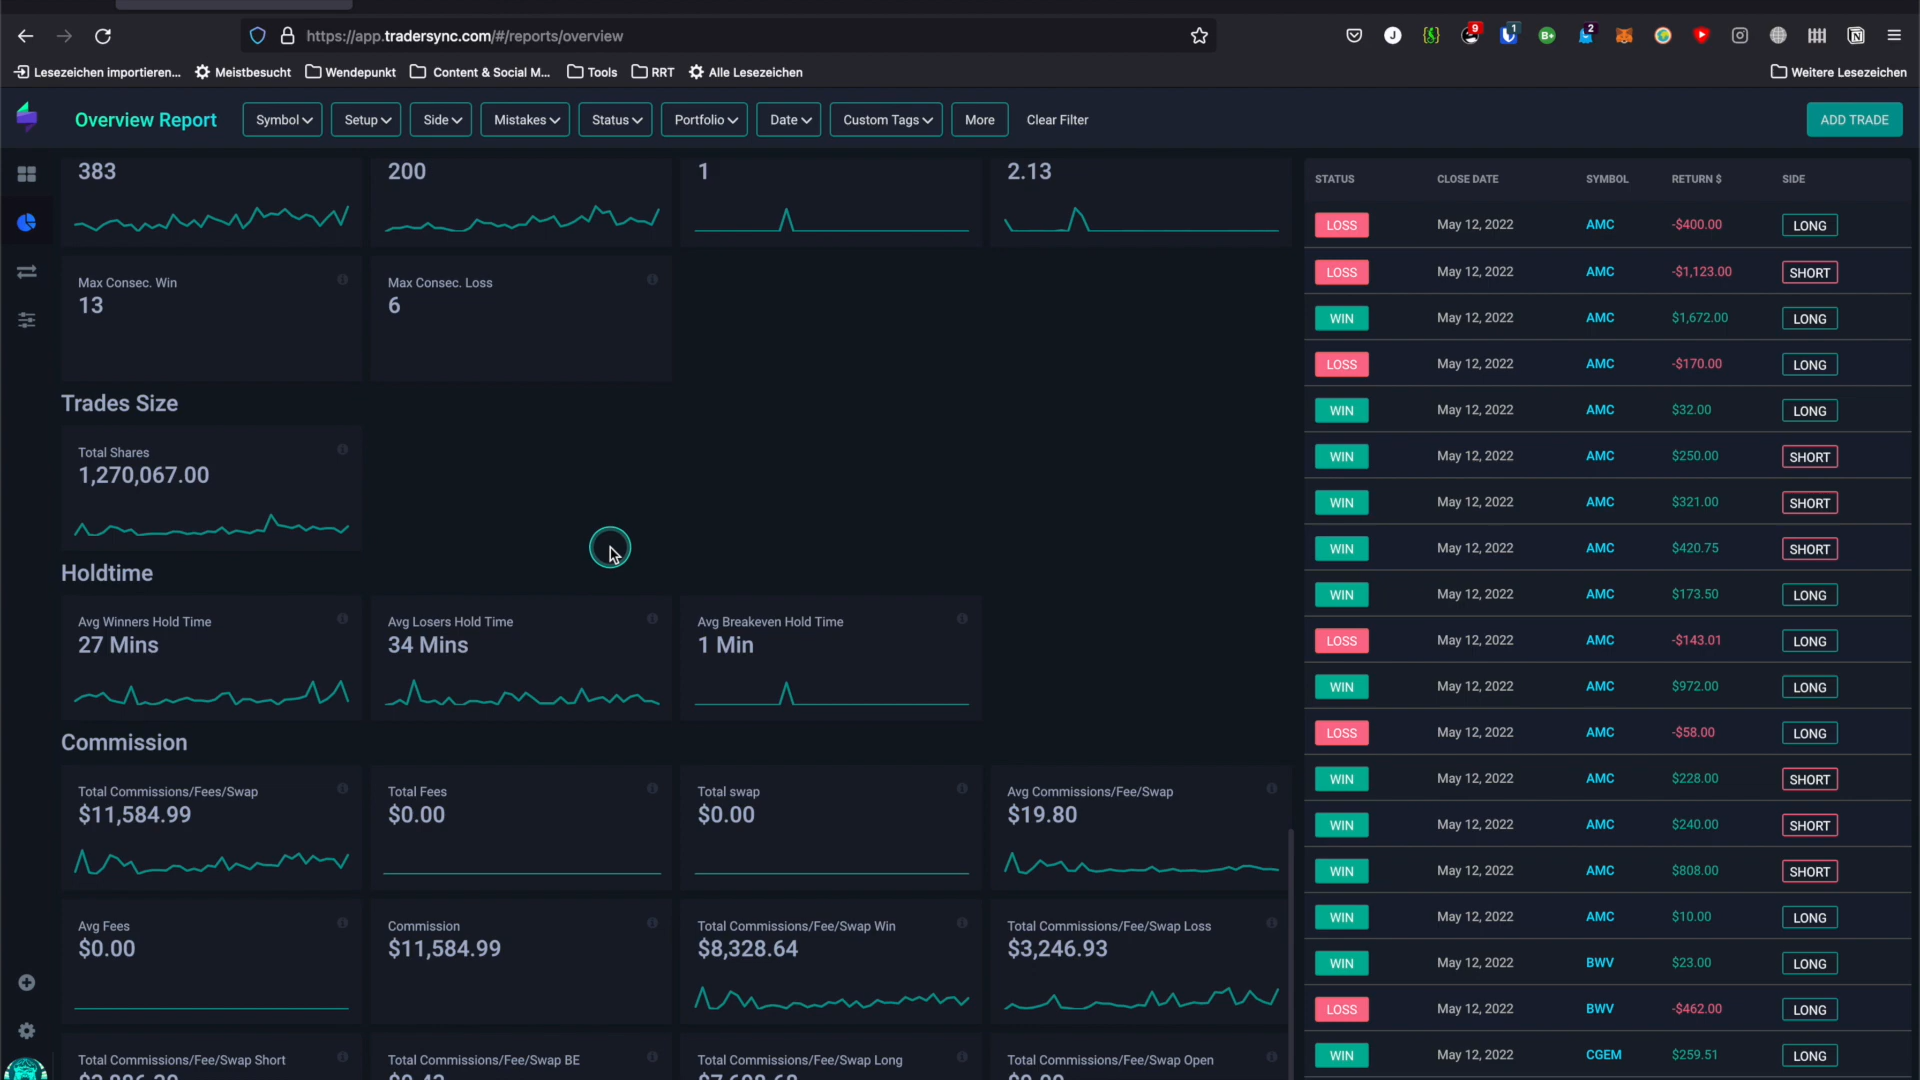 https://app.tradersync.com/#/reports/overview
J
9
1
B+
2
Lesezeichen importieren...
Meistbesucht
Wendepunkt
Content & Social M...
Tools
RRT
Alle Lesezeichen
Weitere Lesezeichen
Overview Report
Symbol
Setup
Side
Mistakes
Status
Portfolio
Date
Custom Tags
More
Clear Filter
ADD TRADE
383
200
1
2.13
Max Consec. Win
13
Max Consec. Loss
6
Trades Size
Total Shares
1,270,067.00
Holdtime
Avg Winners Hold Time
27 Mins
Avg Losers Hold Time
34 Mins
Avg Breakeven Hold Time
1 Min
Commission
Total Commissions/Fees/Swap
$11,584.99
Total Fees
$0.00
Total swap
$0.00
Avg Commissions/Fee/Swap
$19.80
Avg Fees
$0.00
Commission
$11,584.99
Total Commissions/Fee/Swap Win
$8,328.64
Total Commissions/Fee/Swap Loss
$3,246.93
Total Commissions/Fee/Swap Short
Total Commissions/Fee/Swap BE
Total Commissions/Fee/Swap Long
Total Commissions/Fee/Swap Open
STATUS CLOSE DATE SYMBOL RETURN $ SIDE
LOSS May 12, 2022 AMC -$400.00 LONG
LOSS May 12, 2022 AMC -$1,123.00 SHORT
WIN May 12, 2022 AMC $1,672.00 LONG
LOSS May 12, 2022 AMC -$170.00 LONG
WIN May 12, 2022 AMC $32.00 LONG
WIN May 12, 2022 AMC $250.00 SHORT
WIN May 12, 2022 AMC $321.00 SHORT
WIN May 12, 2022 AMC $420.75 SHORT
WIN May 12, 2022 AMC $173.50 LONG
LOSS May 12, 2022 AMC -$143.01 LONG
WIN May 12, 2022 AMC $972.00 LONG
LOSS May 12, 2022 AMC -$58.00 LONG
WIN May 12, 2022 AMC $228.00 SHORT
WIN May 12, 2022 AMC $240.00 SHORT
WIN May 12, 2022 AMC $808.00 SHORT
WIN May 12, 2022 AMC $10.00 LONG
WIN May 12, 2022 BWV $23.00 LONG
LOSS May 12, 2022 BWV -$462.00 LONG
WIN May 12, 2022 CGEM $259.51 LONG